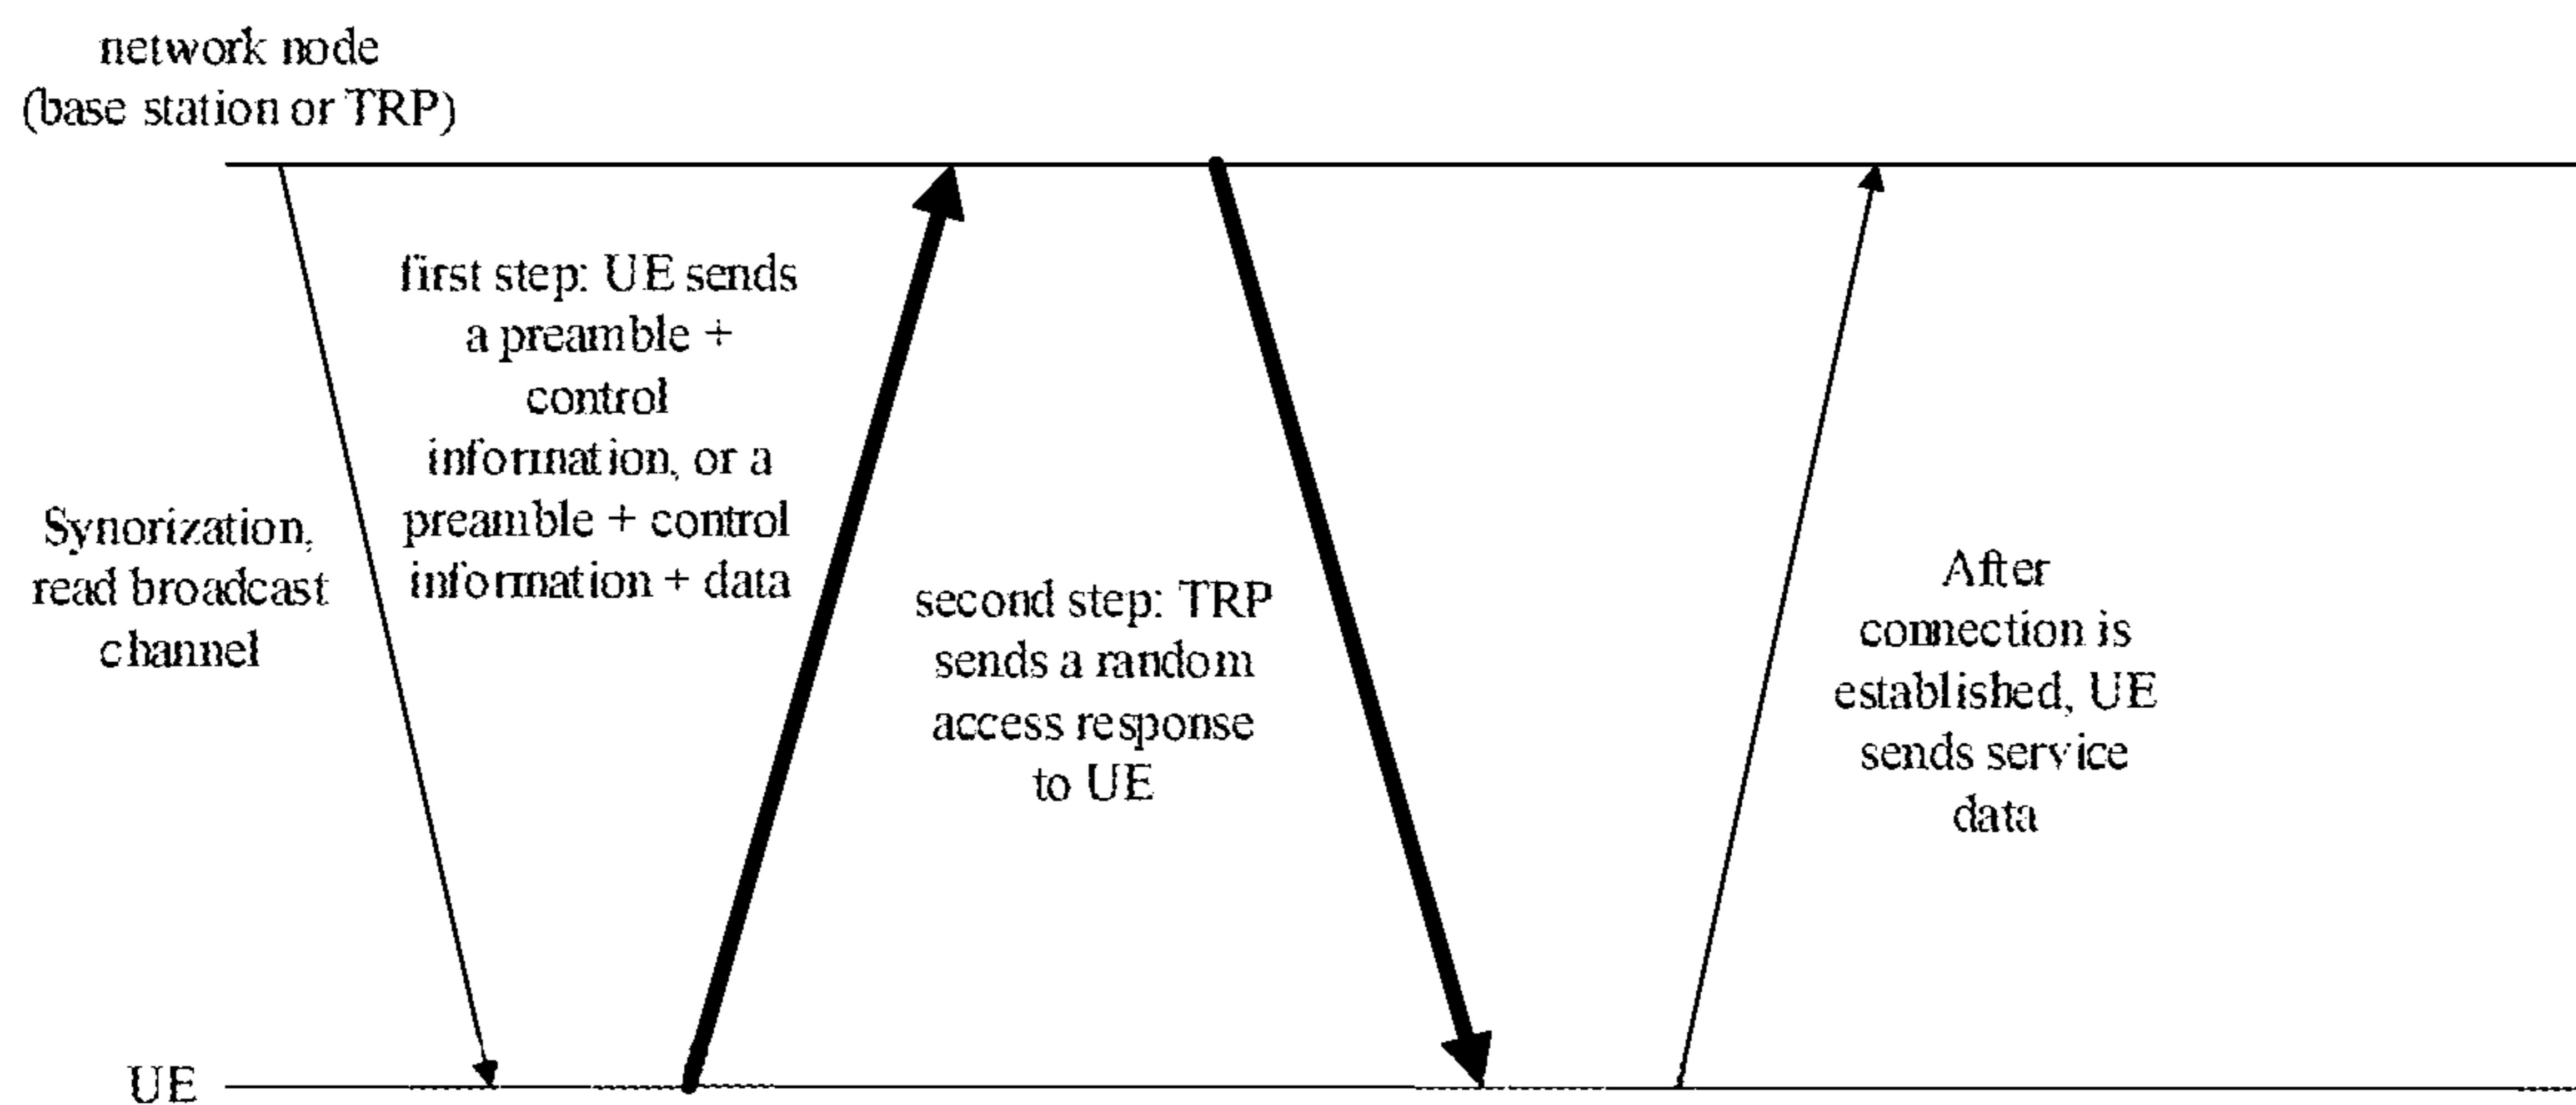 network node
(base station or TRP)
first step: UE sends
a preamble +
control
information, or a
preamble + control
information + data
Synorization,
read broadcast
channel
second step: TRP
sends a random
access response
to UE
After
connection is
established, UE
sends service
data
UE